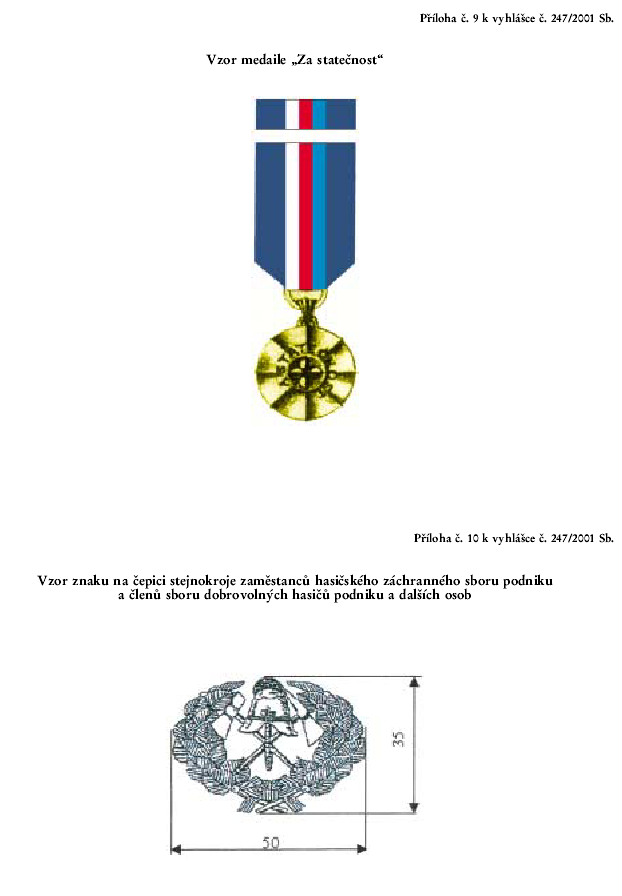 Příloha č. 9 k vyhlášce č. 247/2001 Sb.
Vzor medaile „Za statečnost“
Příloha č. 10 k vyhlášce č. 247/2001 Sb.
Vzor znaku na čepici stejnokroje zaměstanců hasičského záchranného sboru podniku
a členů sboru dobrovolných hasičů podniku a dalších osob
35
50